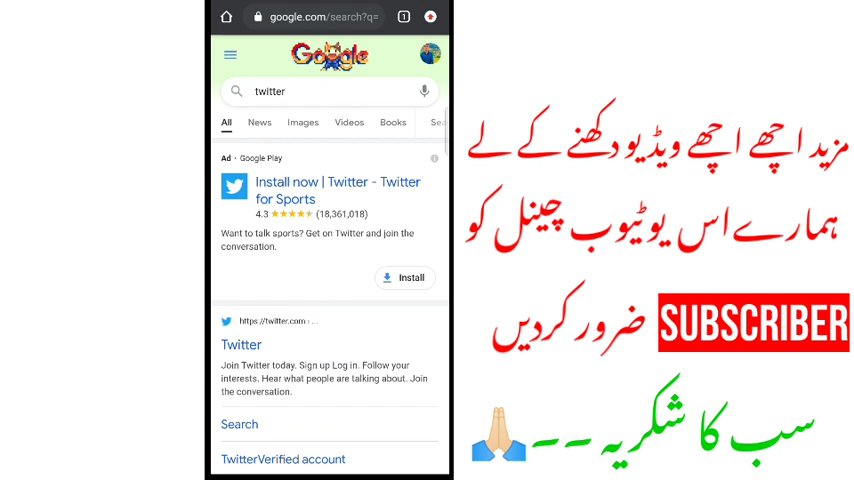 google.com/search?q=
1
Google
twitter
All News Images Videos Books Sea
Ad · Google Play
Install now | Twitter - Twitter
for Sports
4.3 (18,361,018)
Want to talk sports? Get on Twitter and join the
conversation.
Install
https://twitter.com › ...
Twitter
Join Twitter today. Sign up Log in. Follow your
interests. Hear what people are talking about. Join
the conversation.
Search
TwitterVerified account
مزید اچھے اچھے ویڈیو دکھنے کے لے
ہمارے اس یوٹیوب چینل کو
SUBSCRIBER ضرور کردیں
سب کا شکریہ --